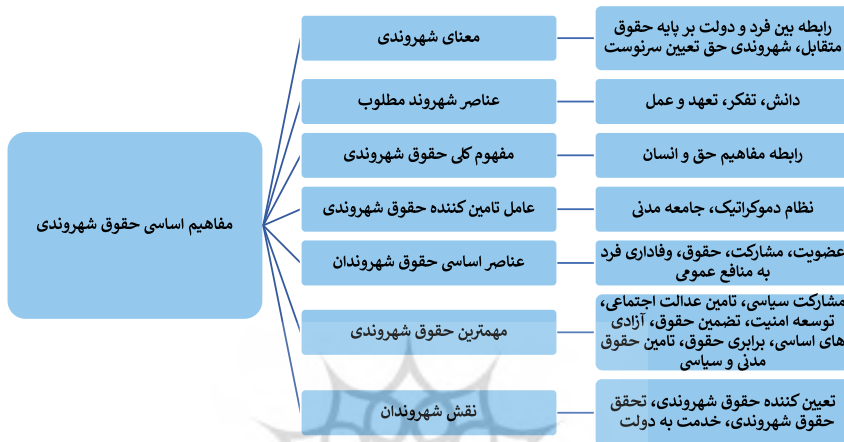 مفاهیم اساسی حقوق شهروندی
معنای شهروندی
رابطه بین فرد و دولت بر پایه حقوق
متقابل، شهروندی حق تعیین سرنوست
عناصر شهروند مطلوب
دانش، تفکر، تعهد و عمل
مفهوم کلی حقوق شهروندی
رابطه مفاهیم حق و انسان
عامل تامین کننده حقوق شهروندی
نظام دموکراتیک، جامعه مدنی
عناصر اساسی حقوق شهروندان
عضویت، مشارکت، حقوق، وفاداری فرد
به منافع عمومی
مهمترین حقوق شهروندی
مشارکت سیاسی، تامین عدالت اجتماعی،
توسعه امنیت، تضمین حقوق، آزادی
های اساسی، برابری حقوق، تامین حقوق
مدنی و سیاسی
نقش شهروندان
تعیین کننده حقوق شهروندی، تحقق
حقوق شهروندی، خدمت به دولت